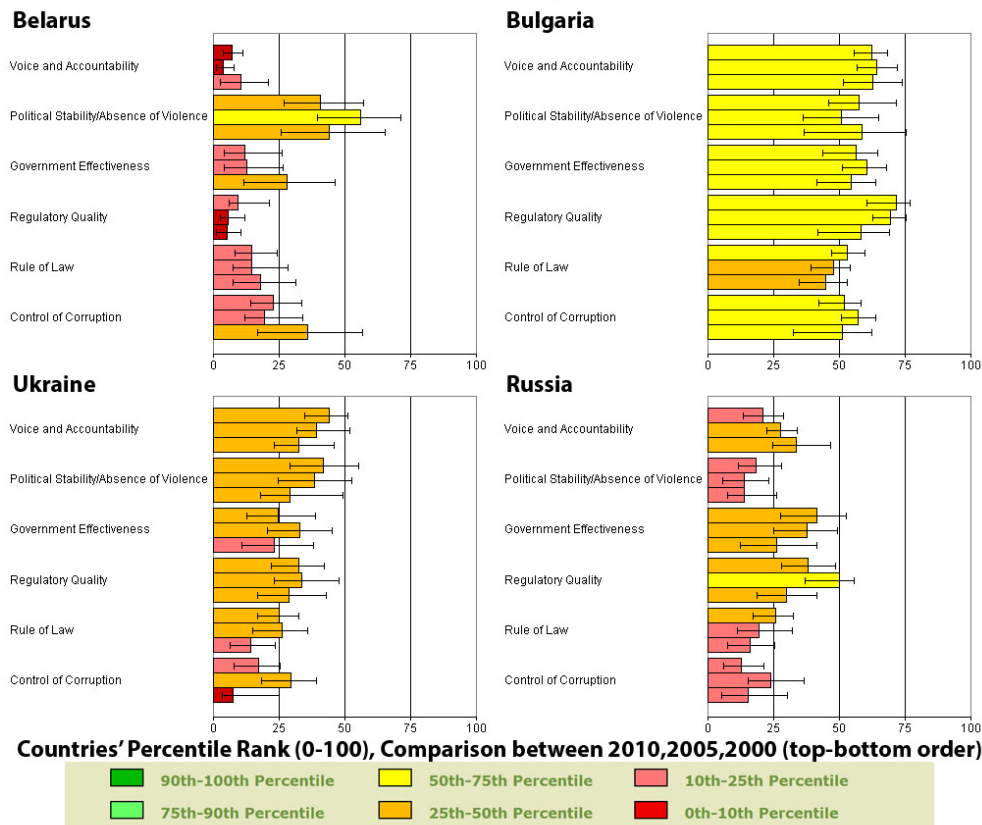 Belarus
Voice and Accountability
Political Stability/Absence of Violence
Government Effectiveness
Regulatory Quality
Rule of Law
Control of Corruption
0 25 50 75 100
Bulgaria
Voice and Accountability
Political Stability/Absence of Violence
Government Effectiveness
Regulatory Quality
Rule of Law
Control of Corruption
0 25 50 75 100
Ukraine
Voice and Accountability
Political Stability/Absence of Violence
Government Effectiveness
Regulatory Quality
Rule of Law
Control of Corruption
0 25 50 75 100
Russia
Voice and Accountability
Political Stability/Absence of Violence
Government Effectiveness
Regulatory Quality
Rule of Law
Control of Corruption
0 25 50 75 100
Countries' Percentile Rank (0-100), Comparison between 2010,2005,2000 (top-bottom order)
90th-100th Percentile 50th-75th Percentile 10th-25th Percentile
75th-90th Percentile 25th-50th Percentile 0th-10th Percentile